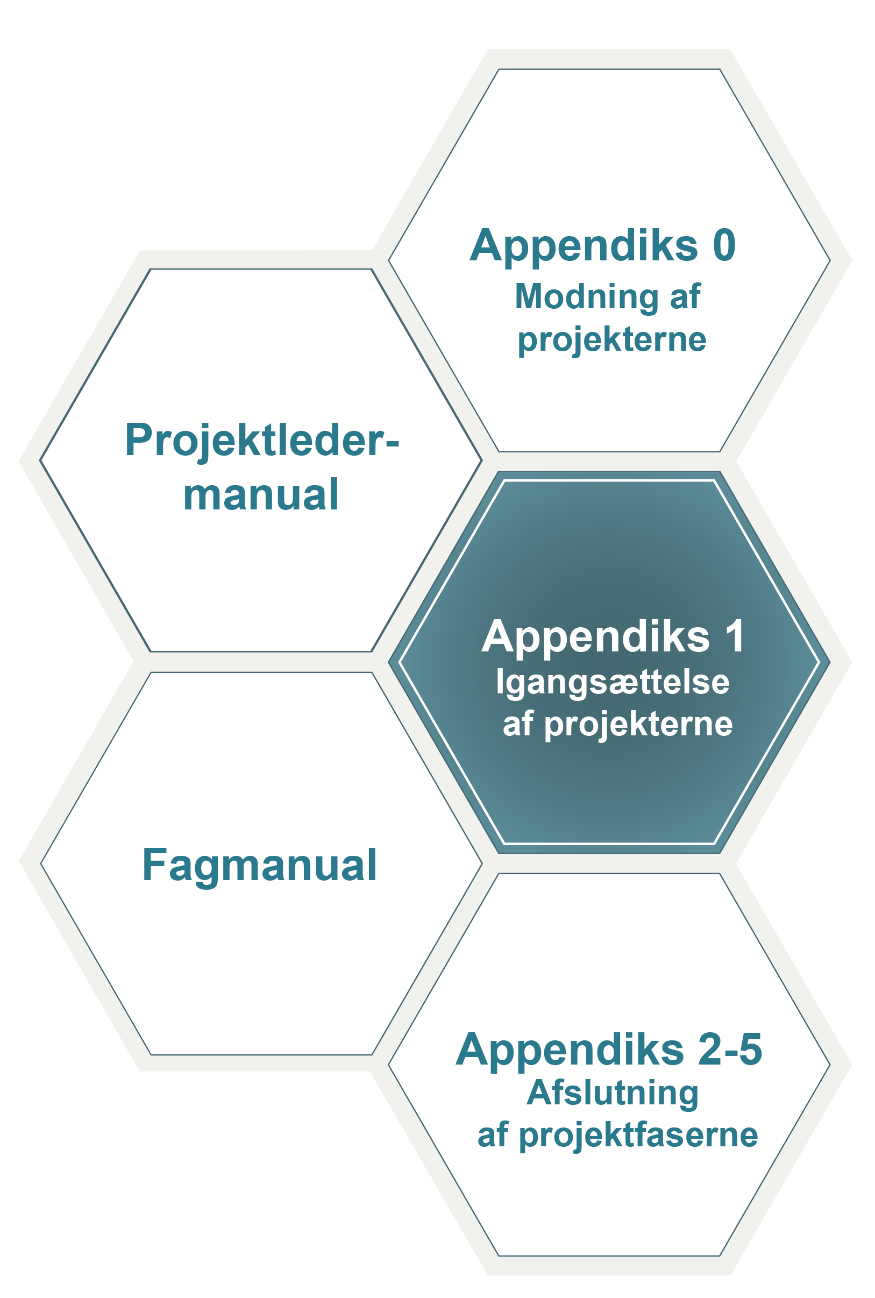 Appendiks 0
Modning af
projekterne
Projektleder-
manual
Appendiks 1
Igangsættelse
af projekterne
Fagmanual
Appendiks 2-5
Afslutning
af projektfaserne